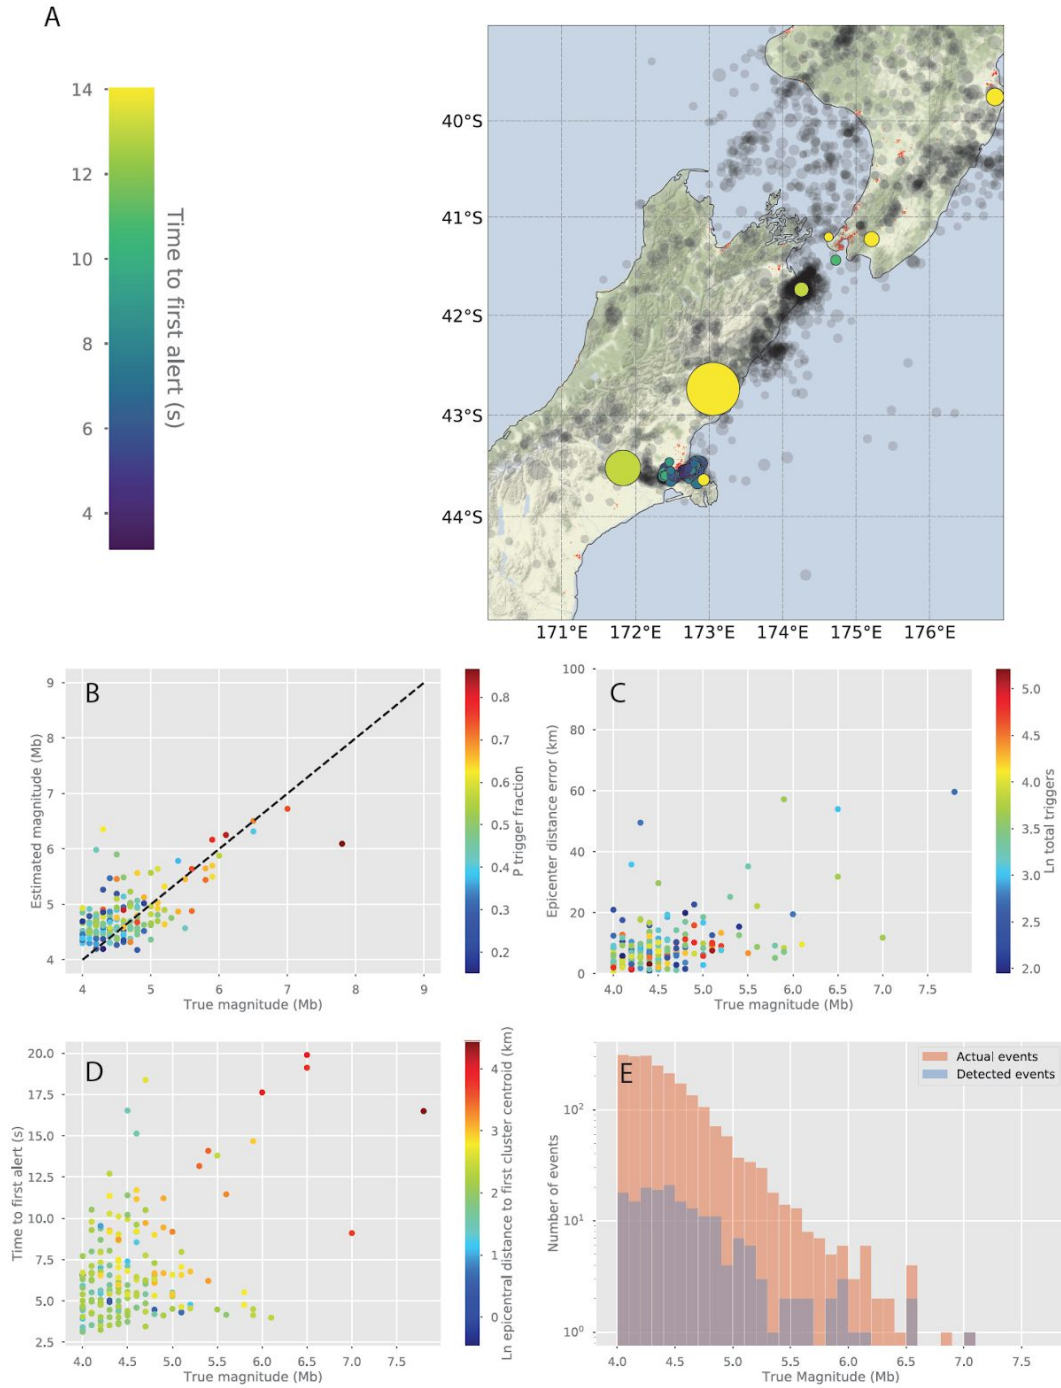 A
14
12
10
8
6
4
Time to first alert (s)
40°S
41°S
42°S
43°S
44°S
171°E 172°E 173°E 174°E 175°E 176°E
B
9
8
7
6
5
4
Estimated magnitude (Mb)
4 5 6 7 8 9
True magnitude (Mb)
0.8
0.7
0.6
0.5
0.4
0.3
0.2
P trigger fraction
C
100
80
60
40
20
0
Epicenter distance error (km)
4.0 4.5 5.0 5.5 6.0 6.5 7.0 7.5
True magnitude (Mb)
5.0
4.5
4.0
3.5
3.0
2.5
2.0
Ln total triggers
D
20.0
17.5
15.0
12.5
10.0
7.5
5.0
2.5
Time to first alert (s)
4.0 4.5 5.0 5.5 6.0 6.5 7.0 7.5
True magnitude (Mb)
4
3
2
1
0
Ln epicentral distance to first cluster centroid (km)
E
Actual events
Detected events
10²
10¹
10⁰
Number of events
4.0 4.5 5.0 5.5 6.0 6.5 7.0 7.5
True Magnitude (Mb)